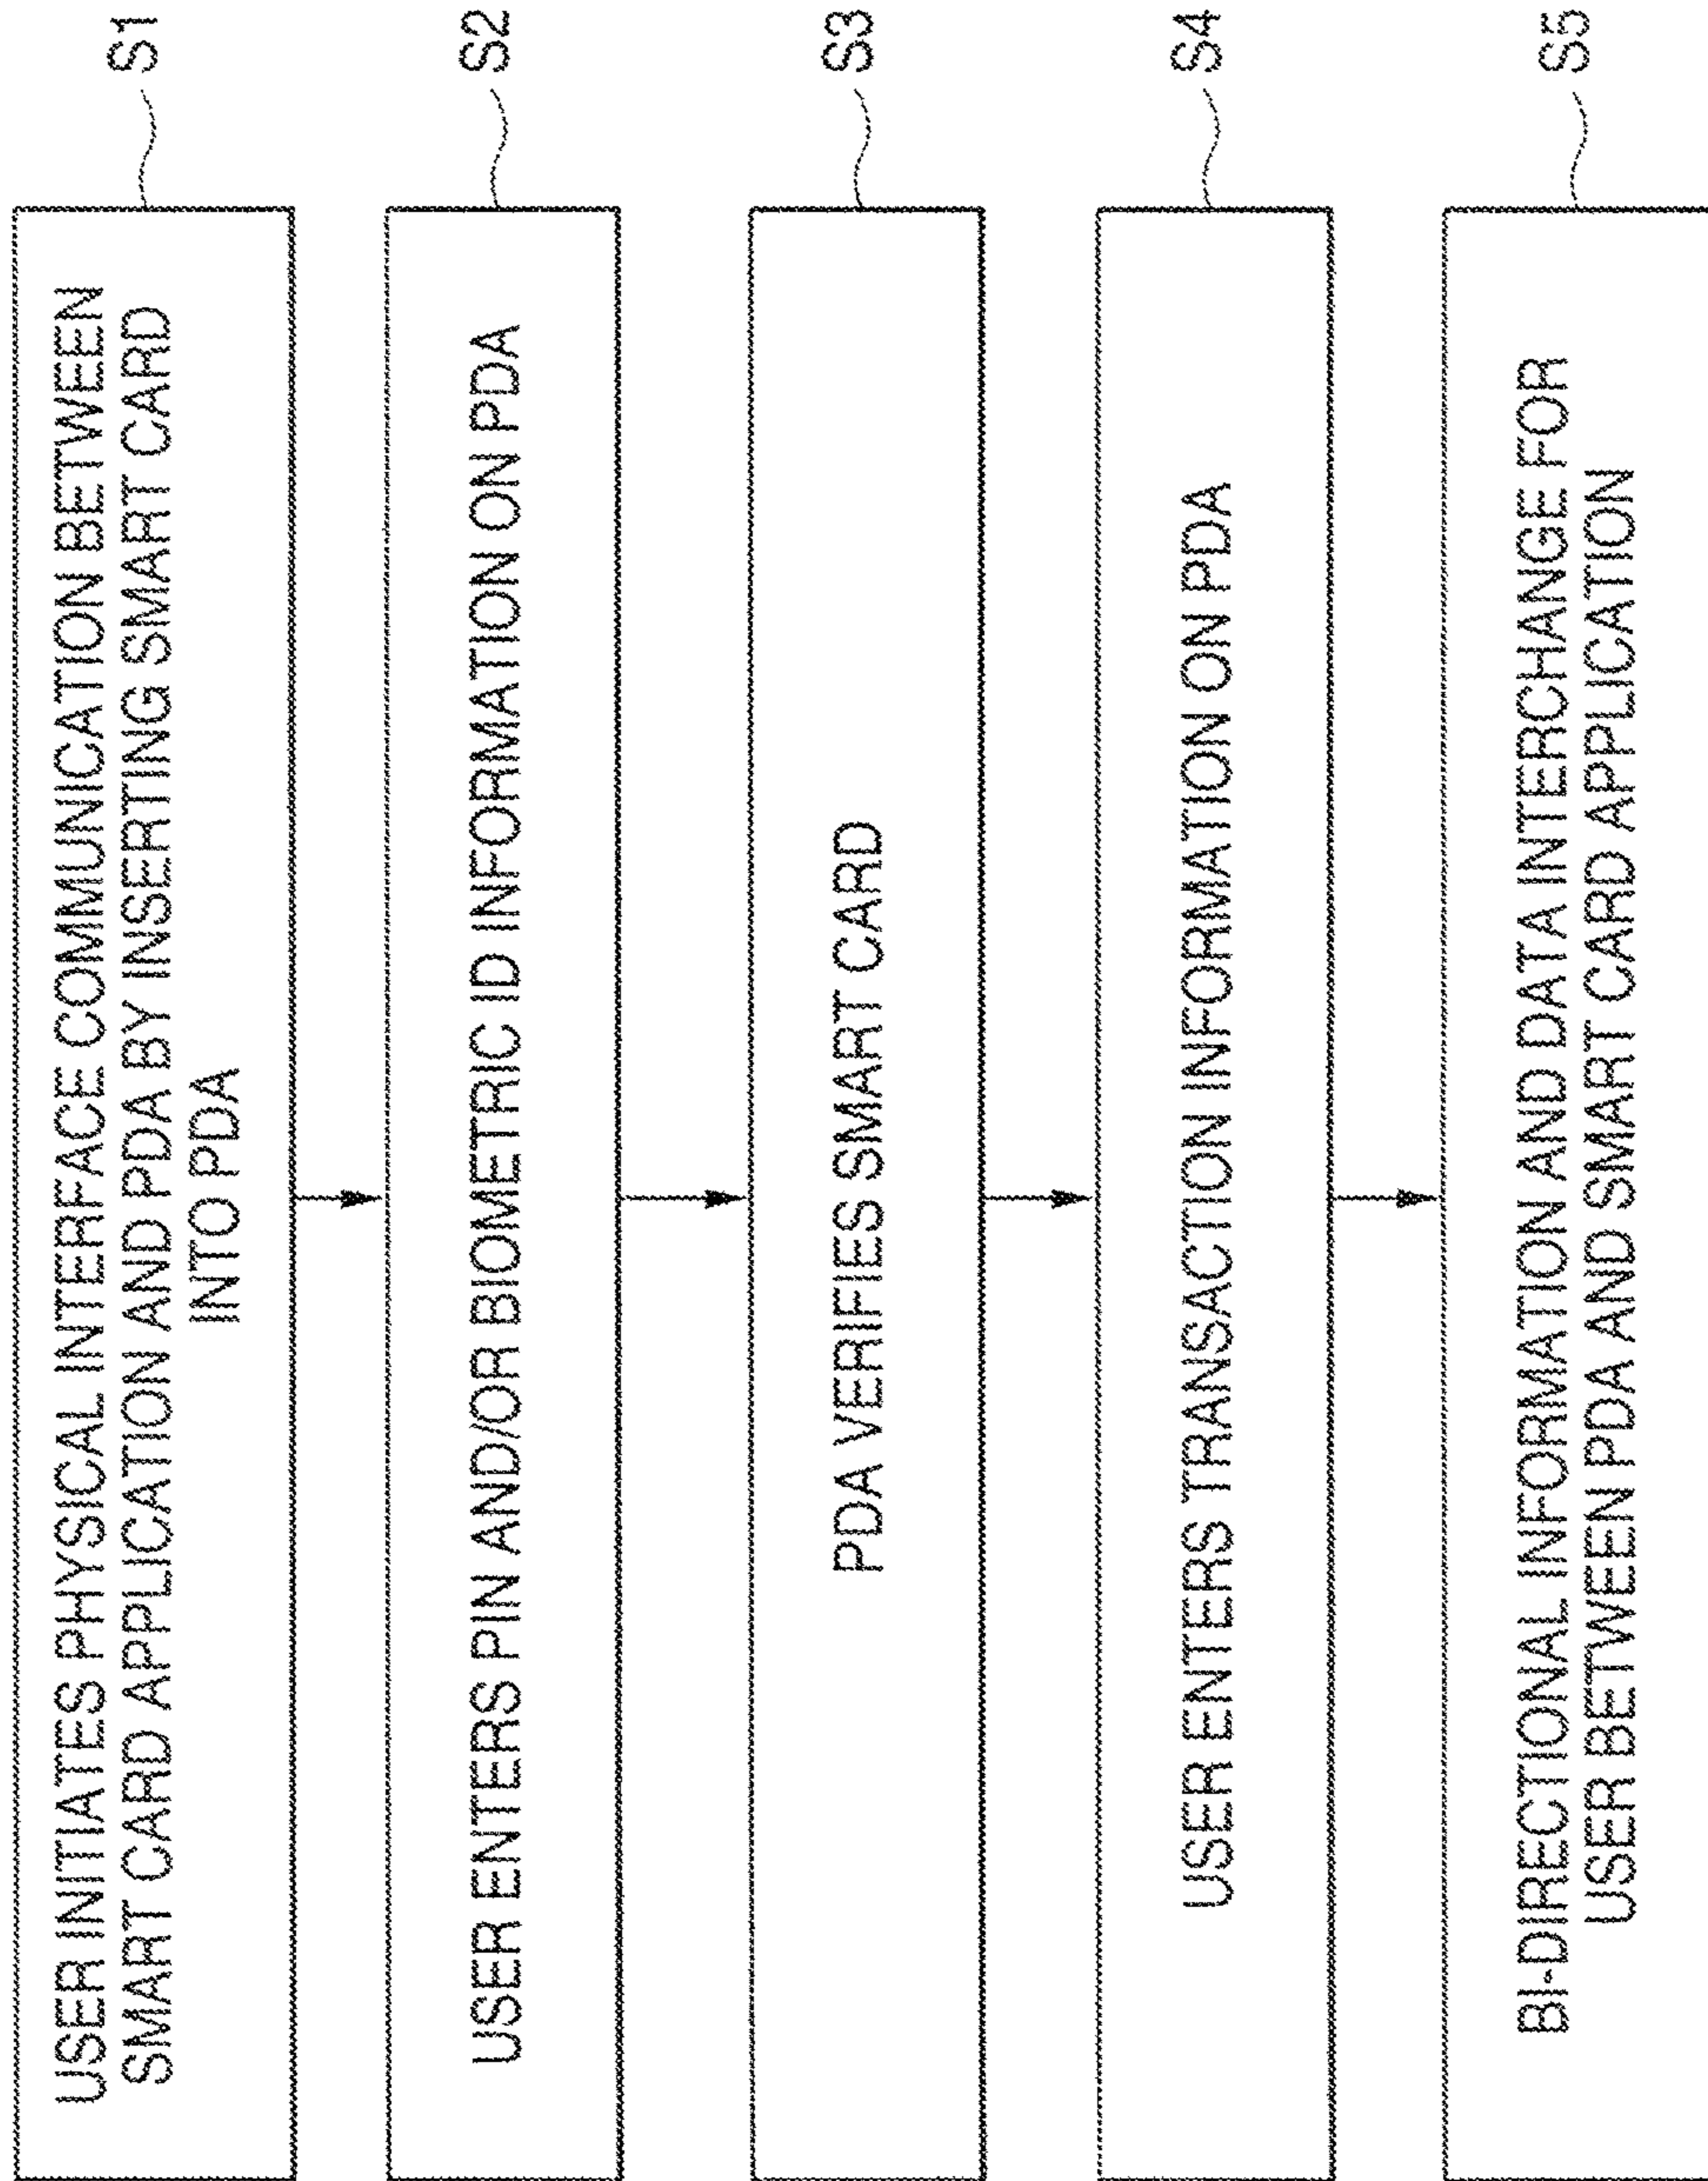 USER INITIATES PHYSICAL INTERFACE COMMUNICATION BETWEEN
SMART CARD APPLICATION AND PDA BY INSERTING SMART CARD
INTO PDA
S1
USER ENTERS PIN AND/OR BIOMETRIC ID INFORMATION ON PDA
S2
PDA VERIFIES SMART CARD
S3
USER ENTERS TRANSACTION INFORMATION ON PDA
S4
BI-DIRECTIONAL INFORMATION AND DATA INTERCHANGE FOR
USER BETWEEN PDA AND SMART CARD APPLICATION
S5